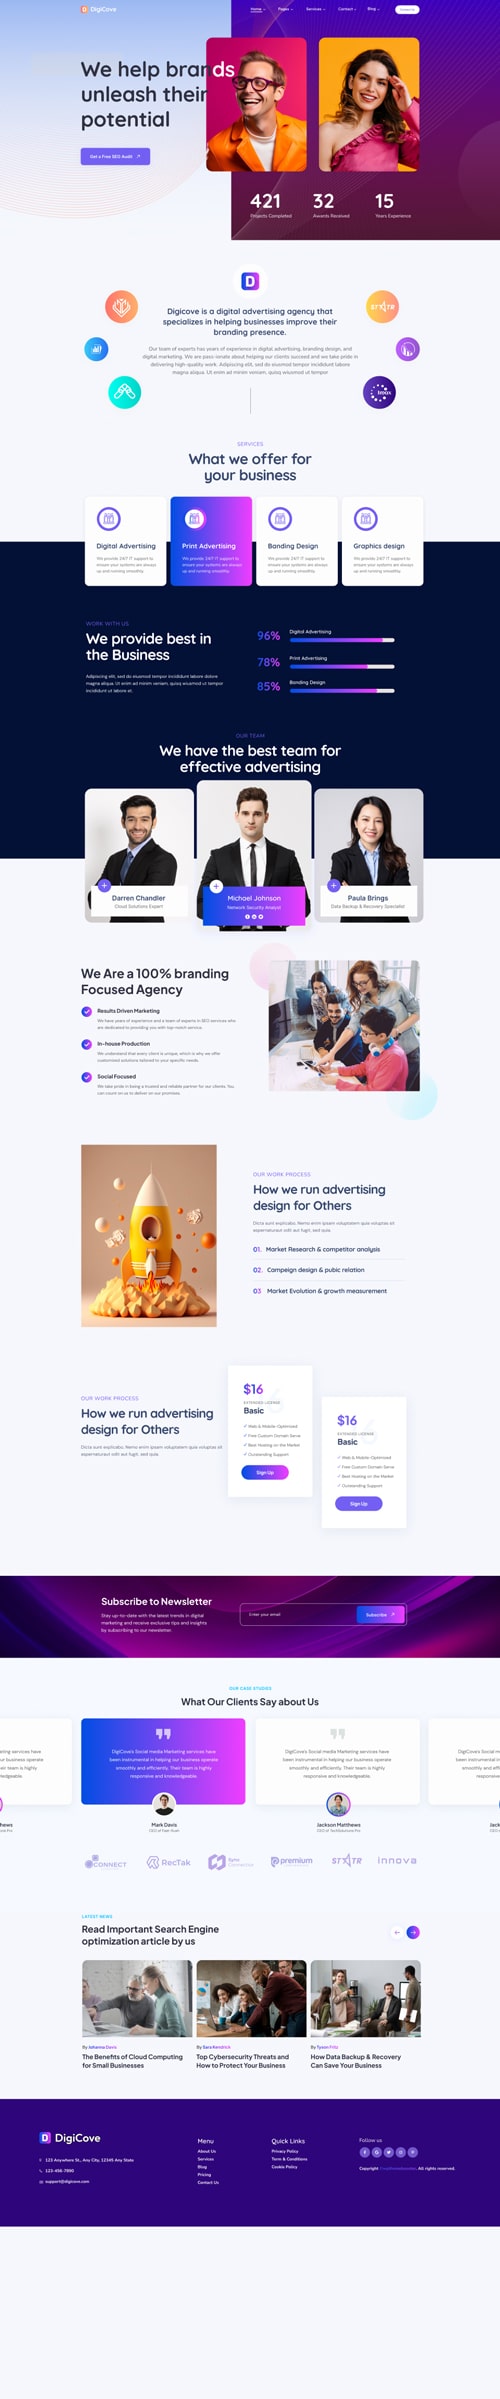 DigiCove
Home
Pages
Services
Contact
Blog
We help brands
unleash their
potential
Get a Free SEO Audit
421
32
15
Projects Completed
Awards Received
Years Experience
Digicove is a digital advertising agency that
specializes in helping businesses improve their
branding presence.
Our team of experts has years of experience in digital advertising, branding design, and
digital marketing. We are pass-ionate about helping our clients succeed and we take pride in
delivering high-quality work. Adipiscing elit, sed do eiusmod tempor incididunt labore
magna aliqua. Ut enim ad minim veniam, quisq wiusmod ut tempor
SERVICES
What we offer for
your business
Digital Advertising
We provide 24/7 IT support to
ensure your systems are always
up and running smoothly.
Print Advertising
We provide 24/7 IT support to
ensure your systems are always
up and running smoothly.
Banding Design
We provide 24/7 IT support to
ensure your systems are always
up and running smoothly.
Graphics design
We provide 24/7 IT support to
ensure your systems are always
up and running smoothly.
WORK WITH US
We provide best in
the Business
Adipiscing elit, sed do eiusmod tempor incididunt labore dolore
magna aliqua. Ut enim ad minim veniam, quisq wiusmod ut tempor
incididunt ut labore et.
96%
Digital Advertising
78%
Print Advertising
85%
Banding Design
OUR TEAM
We have the best team for
effective advertising
Darren Chandler
Cloud Solutions Expert
Michael Johnson
Network Security Analyst
Paula Brings
Data Backup & Recovery Specialist
We Are a 100% branding
Focused Agency
Results Driven Marketing
We have years of experience and a team of experts in SEO services who
are dedicated to providing you with top-notch service.
In-house Production
We understand that every client is unique, which is why we offer
customized solutions tailored to your specific needs.
Social Focused
We take pride in being a trusted and reliable partner for our clients. You
can count on us to deliver on our promises.
OUR WORK PROCESS
How we run advertising
design for Others
Dicta sunt explicabo. Nemo enim ipsam voluptatem quia voluptas sit
aspernatur odit aut fugit, sed quia.
01. Market Research & competitor analysis
02. Campeign design & pubic relation
03 Market Evolution & growth measurement
OUR WORK PROCESS
How we run advertising
design for Others
Dicta sunt explicabo. Nemo enim ipsam voluptatem quia voluptas sit
aspernatur odit aut fugit, sed quia.
$16
EXTENDED LICENSE
Basic
Web & Mobile-Optimized
Free Custom Domain Serve
Best Hosting on the Market
Outstanding Support
Sign Up
$16
EXTENDED LICENSE
Basic
Web & Mobile-Optimized
Free Custom Domain Serve
Best Hosting on the Market
Outstanding Support
Sign Up
Subscribe to Newsletter
Stay up-to-date with the latest trends in digital
marketing and receive exclusive tips and insights
by subscribing to our newsletter.
Enter your email
Subscribe
OUR CASE STUDIES
What Our Clients Say about Us
DigiCove's Social media Marketing services have
been instrumental in helping our business operate
smoothly and efficiently. Their team is highly
responsive and knowledgeable.
Mark Davis
DigiCove's Social media Marketing services have
been instrumental in helping our business operate
smoothly and efficiently. Their team is highly
responsive and knowledgeable.
Jackson Matthews
CONNECT
RecTak
Sync
premium
innova
LATEST NEWS
Read Important Search Engine
optimization article by us
By Johanna Davis
The Benefits of Cloud Computing
for Small Businesses
By Sara Kendrick
Top Cybersecurity Threats and
How to Protect Your Business
By Tyson Fritz
How Data Backup & Recovery
Can Save Your Business
DigiCove
123 Anywhere St., Any City, 12345 Any State
123-456-7890
support@digicove.com
Menu
About Us
Services
Blog
Pricing
Contact Us
Quick Links
Privacy Policy
Term & Conditions
Cookie Policy
Follow us
Copyright
All rights reserved.